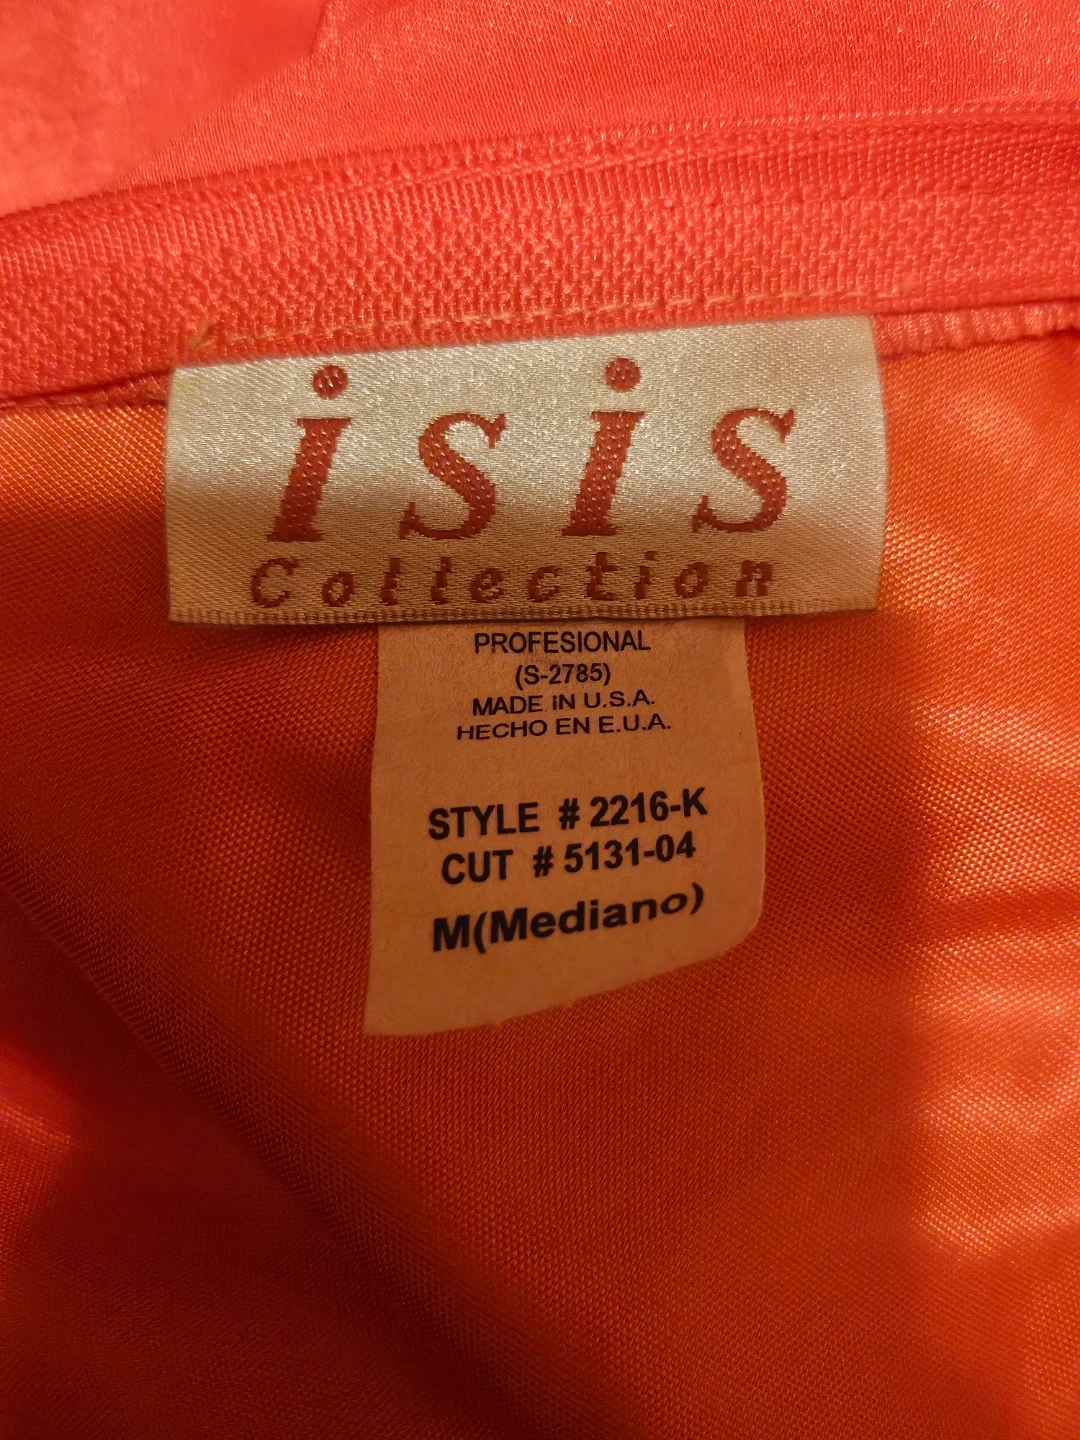 isis
Collection
PROFESIONAL
(S-2785)
MADE IN U.S.A.
HECHO EN E.U.A.
STYLE # 2216-K
CUT # 5131-04
M(Mediano)